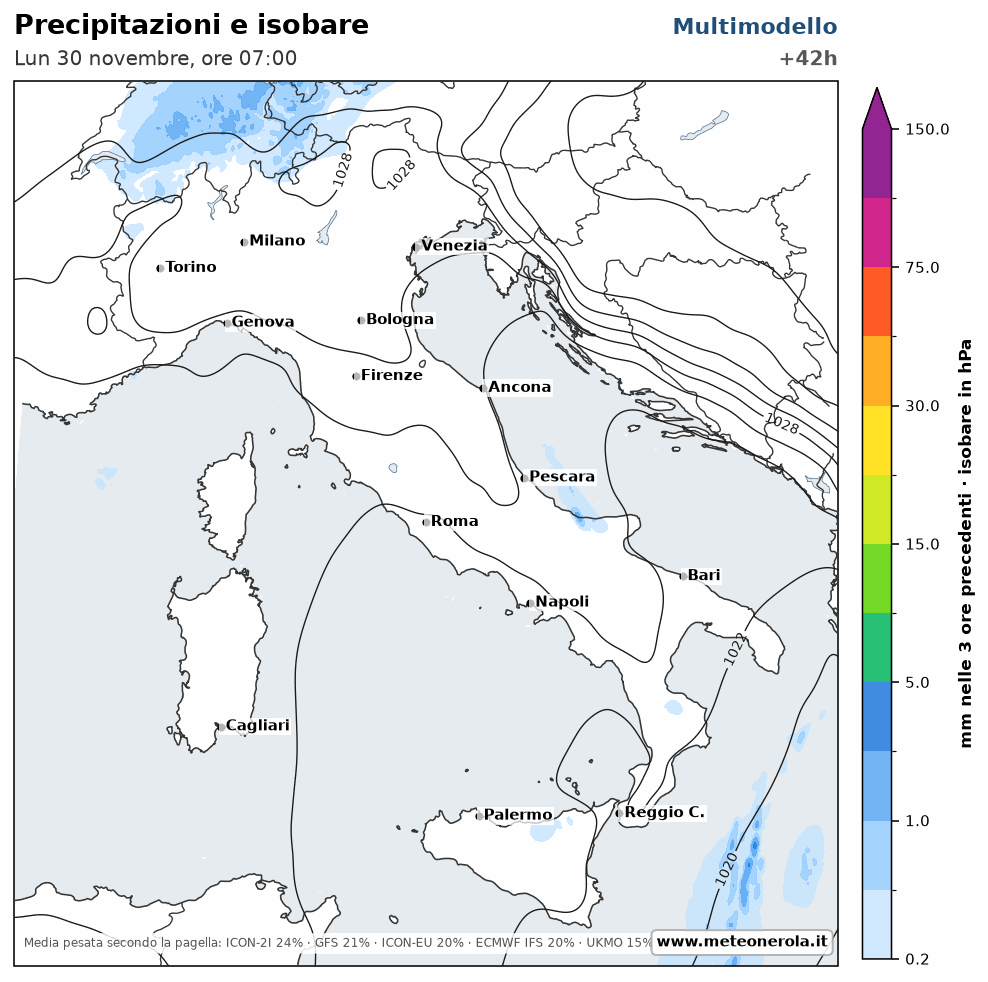 Precipitazioni e isobare
Multimodello
Lun 30 novembre, ore 07:00
+42h
150.0
75.0
30.0
15.0
5.0
1.0
0.2
mm nelle 3 ore precedenti · isobare in hPa
1028
1028
Milano
Venezia
Torino
Genova
Bologna
Firenze
Ancona
1028
Pescara
Roma
Bari
Napoli
1022
Cagliari
Palermo
Reggio C.
1020
Media pesata secondo la pagella: ICON-2I 24% · GFS 21% · ICON-EU 20% · ECMWF IFS 20% · UKMO 15%
www.meteonerola.it